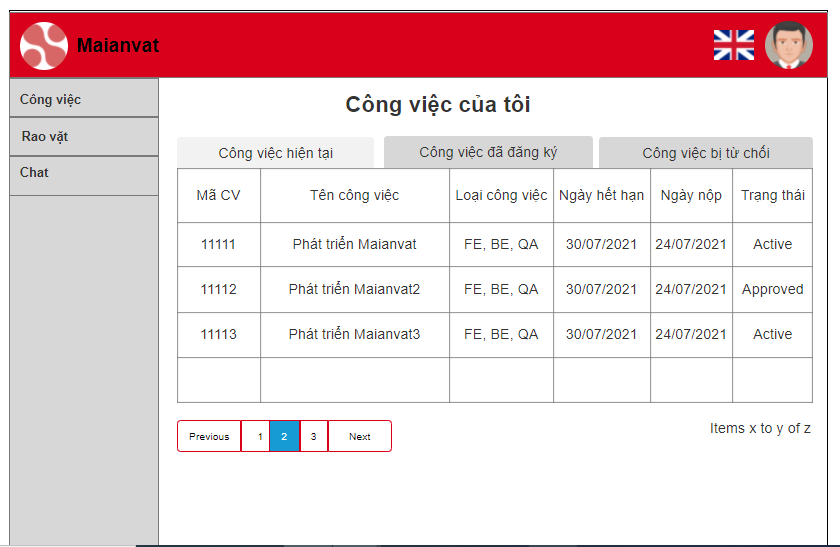 Maianvat
Công việc
Rao vặt
Chat
Công việc của tôi
Công việc hiện tại Công việc đã đăng ký Công việc bị từ chối
Mã CV Tên công việc Loại công việc Ngày hết hạn Ngày nộp Trạng thái
11111 Phát triển Maianvat FE, BE, QA 30/07/2021 24/07/2021 Active
11112 Phát triển Maianvat2 FE, BE, QA 30/07/2021 24/07/2021 Approved
11113 Phát triển Maianvat3 FE, BE, QA 30/07/2021 24/07/2021 Active
Previous 1 2 3 Next
Items x to y of z